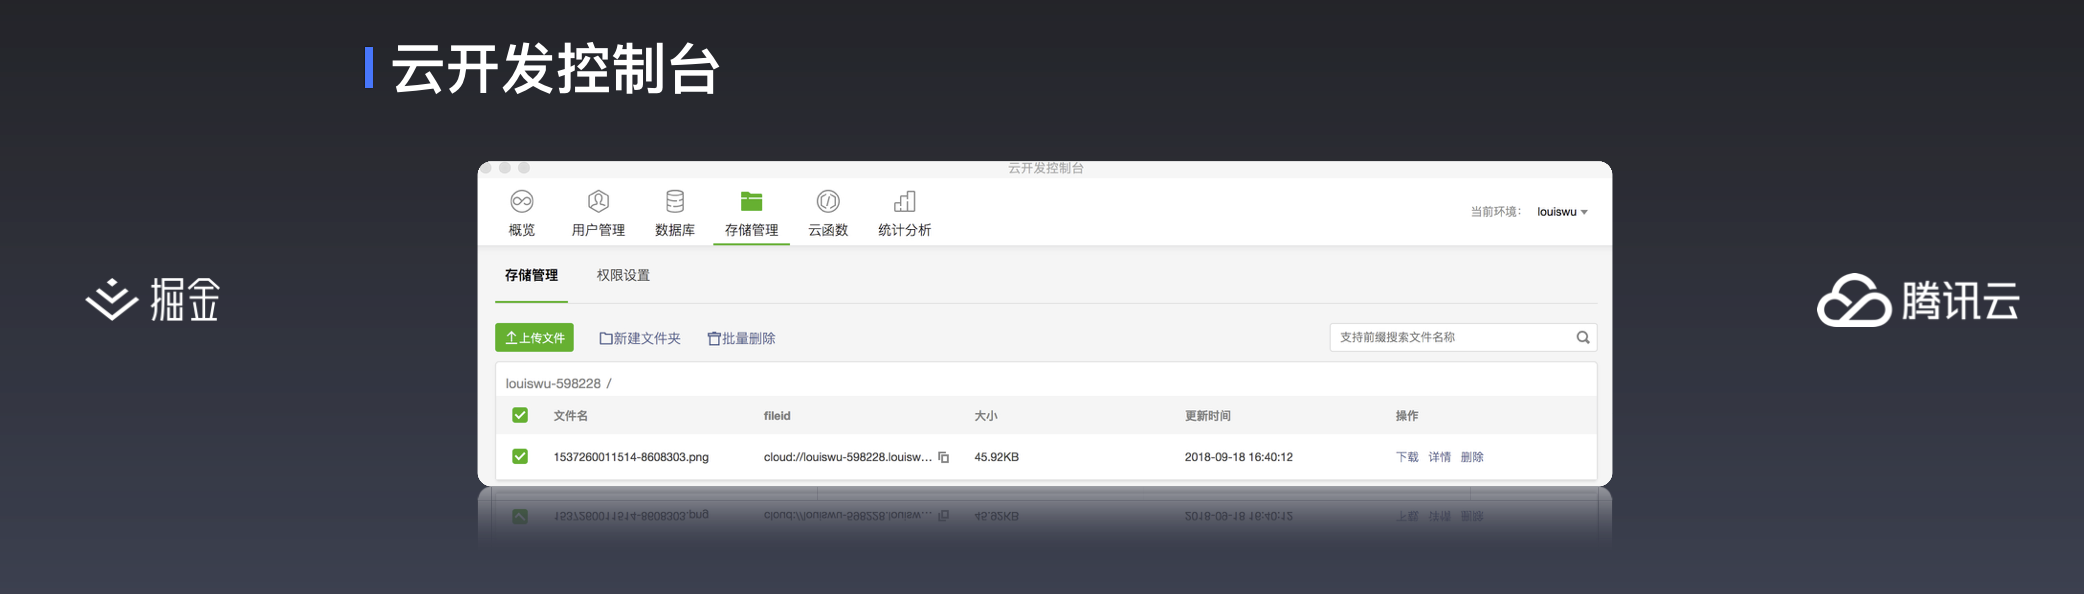 云开发控制台
云开发控制台
概览 用户管理 数据库 存储管理 云函数 统计分析
当前环境： louiswu
存储管理 权限设置
上传文件 新建文件夹 批量删除 支持前缀搜索文件名称
louiswu-598228 /
文件名 fileid 大小 更新时间 操作
1537260011514-8608303.png cloud://louiswu-598228.louisw... 45.92KB 2018-09-18 16:40:12 下载 详情 删除
掘金
腾讯云